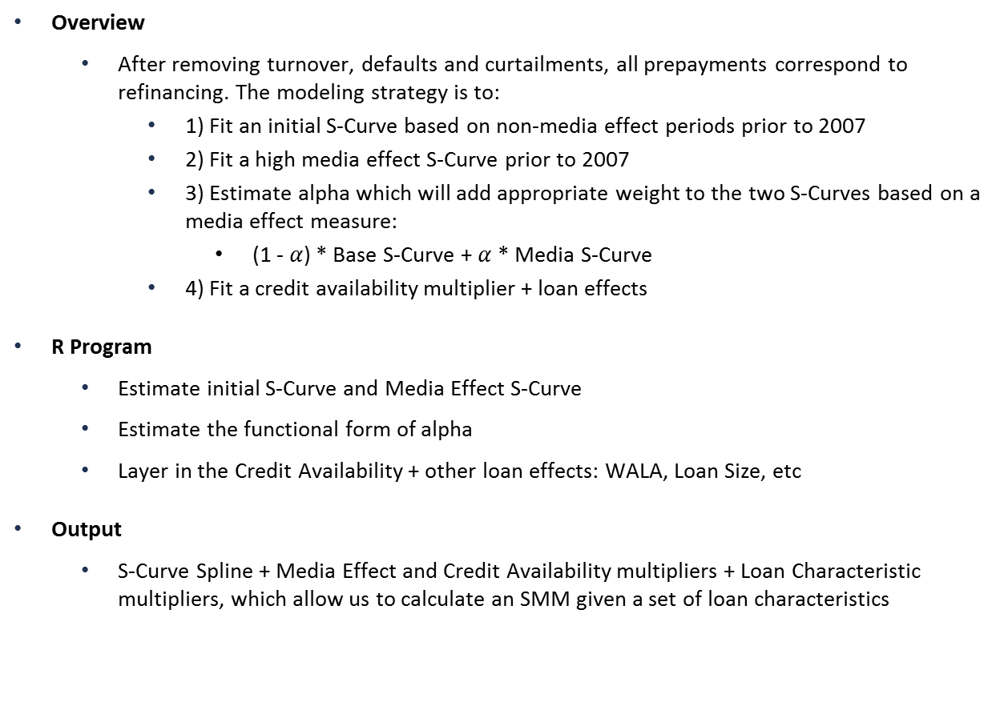 • Overview
• After removing turnover, defaults and curtailments, all prepayments correspond to
refinancing. The modeling strategy is to:
• 1) Fit an initial S-Curve based on non-media effect periods prior to 2007
• 2) Fit a high media effect S-Curve prior to 2007
• 3) Estimate alpha which will add appropriate weight to the two S-Curves based on a
media effect measure:
• (1 - 𝛼) * Base S-Curve + 𝛼 * Media S-Curve
• 4) Fit a credit availability multiplier + loan effects
• R Program
• Estimate initial S-Curve and Media Effect S-Curve
• Estimate the functional form of alpha
• Layer in the Credit Availability + other loan effects: WALA, Loan Size, etc
• Output
• S-Curve Spline + Media Effect and Credit Availability multipliers + Loan Characteristic
multipliers, which allow us to calculate an SMM given a set of loan characteristics